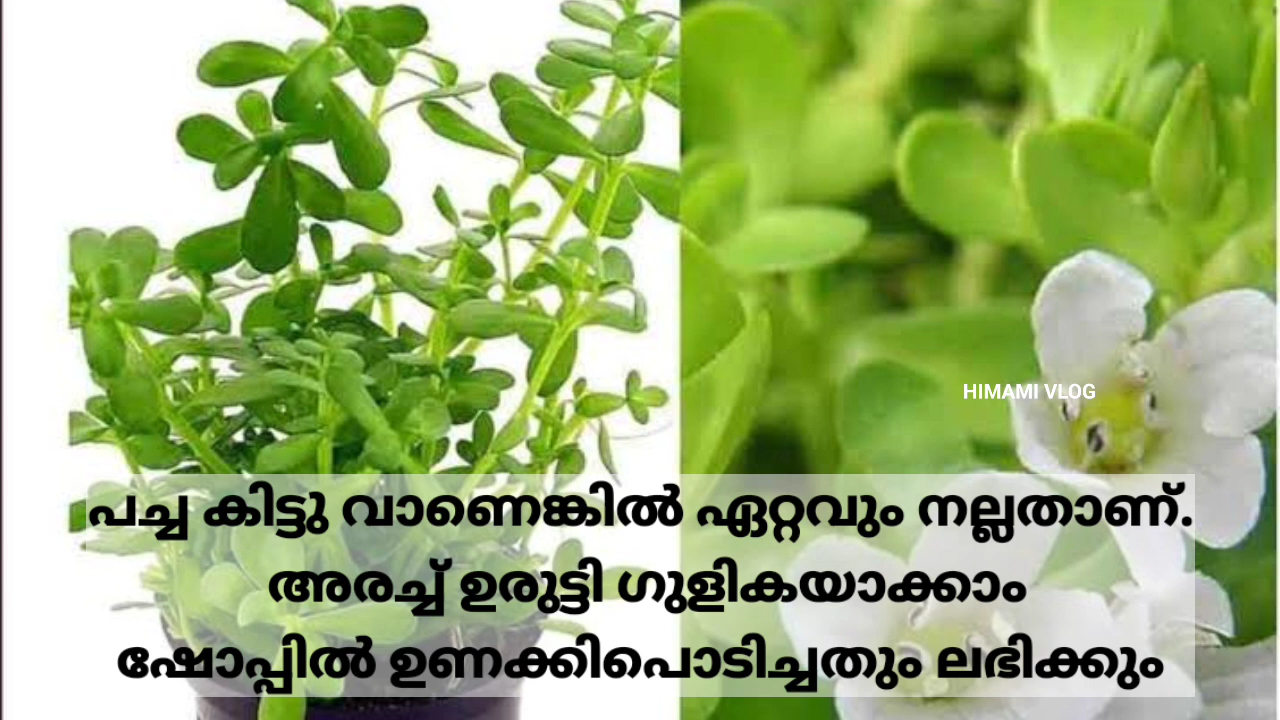 HIMAMI VLOG
പച്ച കിട്ടു വാണെങ്കിൽ ഏറ്റവും നല്ലതാണ്.
അരച്ച് ഉരുട്ടി ഗുളികയാക്കാം
ഷോപ്പിൽ ഉണക്കിപൊടിച്ചതും ലഭിക്കും